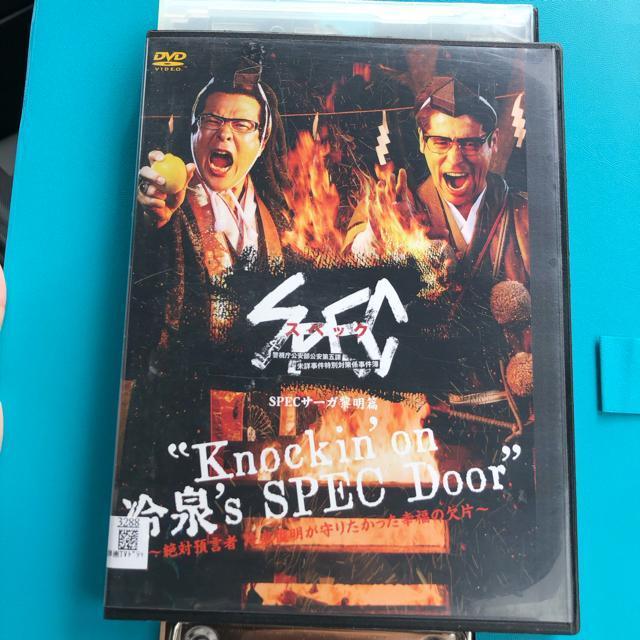 DVD
VIDEO
SPEC
スペック
警視庁公安部公安第五課
未詳事件特別対策係事件簿
SPECサーガ黎明篇
“Knockin' on
冷泉's SPEC Door”
〜絶対預言者
が守りたかった幸福の欠片〜
3288